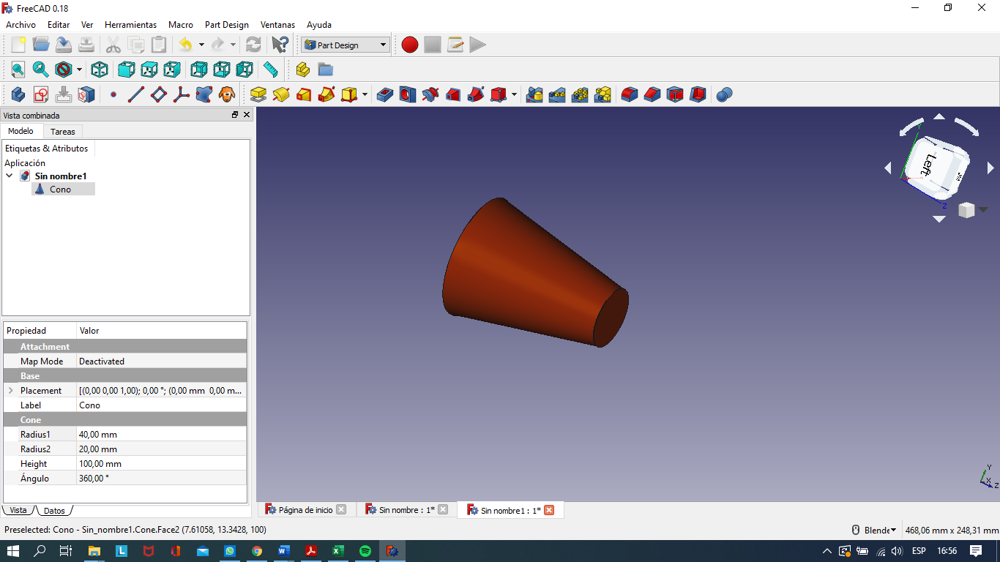 FreeCAD 0.18
Archivo Editar Ver Herramientas Macro Part Design Ventanas Ayuda
Part Design
Vista combinada
Modelo Tareas
Etiquetas & Atributos
Aplicación
Sin nombre1
Cono
Left
Z
Propiedad Valor
Attachment
Map Mode Deactivated
Base
Placement [(0,00 0,00 1,00); 0,00 °; (0,00 mm 0,00 m...
Label Cono
Cone
Radius1 40,00 mm
Radius2 20,00 mm
Height 100,00 mm
Ángulo 360,00 °
Y
X
Z
Vista Datos
Página de inicio Sin nombre : 1* Sin nombre1 : 1*
Preselected: Cono - Sin_nombre1.Cone.Face2 (7.61058, 13.3428, 100)
Blende 468,06 mm x 248,31 mm
ESP 16:56